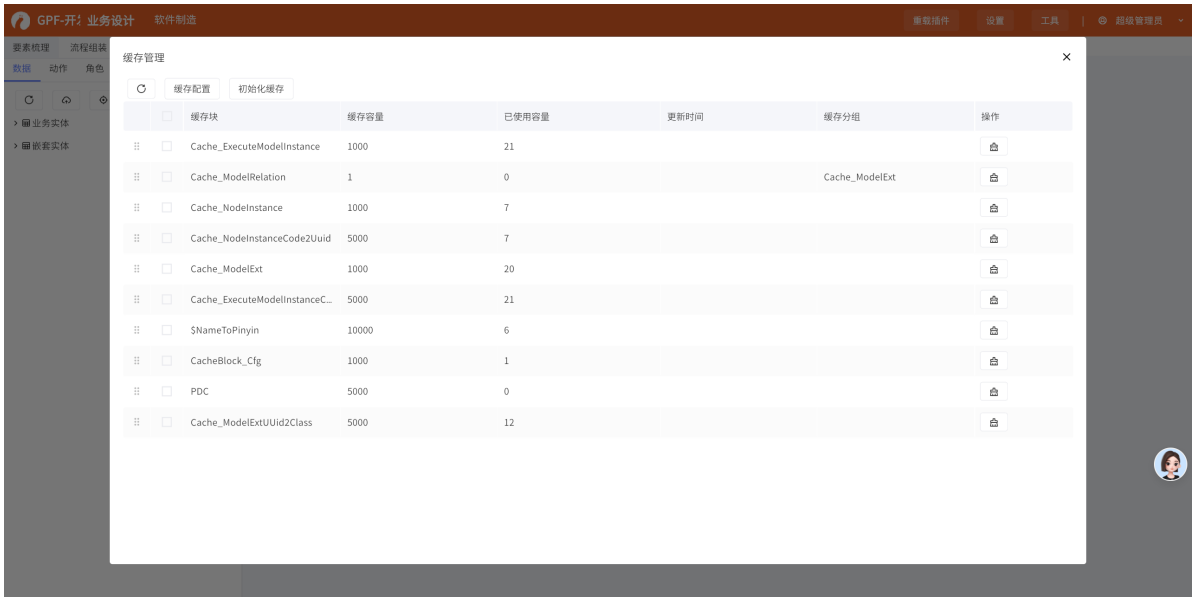 GPF-开发 业务设计 软件制造 重载插件 设置 工具 | 超级管理员
要素梳理 流程组装
数据 动作 角色
业务实体
嵌套实体
缓存管理
缓存配置 初始化缓存
缓存块 缓存容量 已使用容量 更新时间 缓存分组 操作
Cache_ExecuteModelInstance 1000 21
Cache_ModelRelation 1 0 Cache_ModelExt
Cache_NodeInstance 1000 7
Cache_NodeInstanceCode2Uuid 5000 7
Cache_ModelExt 1000 20
Cache_ExecuteModelInstanceC... 5000 21
$NameToPinyin 10000 6
CacheBlock_Cfg 1000 1
PDC 5000 0
Cache_ModelExtUUid2Class 5000 12